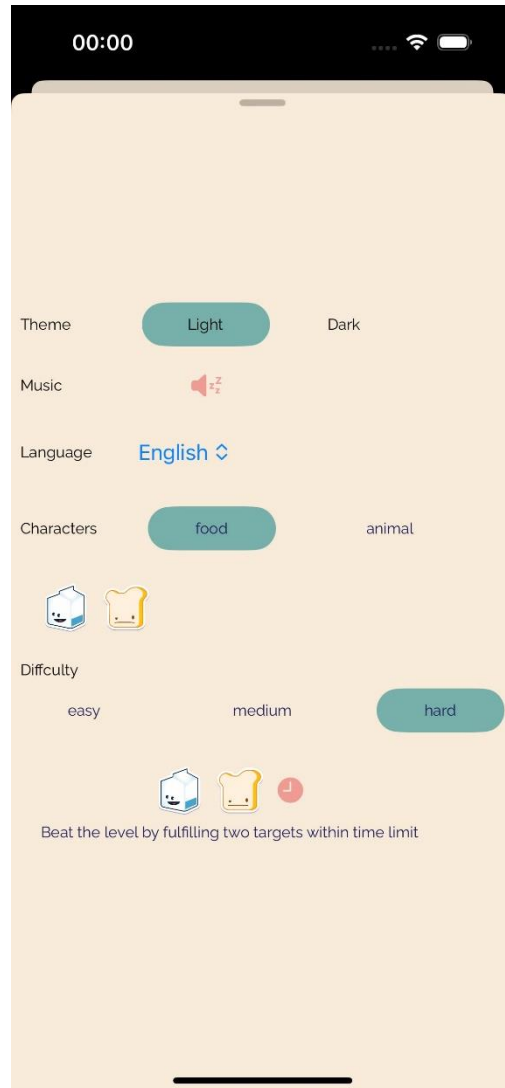 00:00
Theme Light Dark
Music
Language English
Characters food animal
Diffculty
easy medium hard
Beat the level by fulfilling two targets within time limit